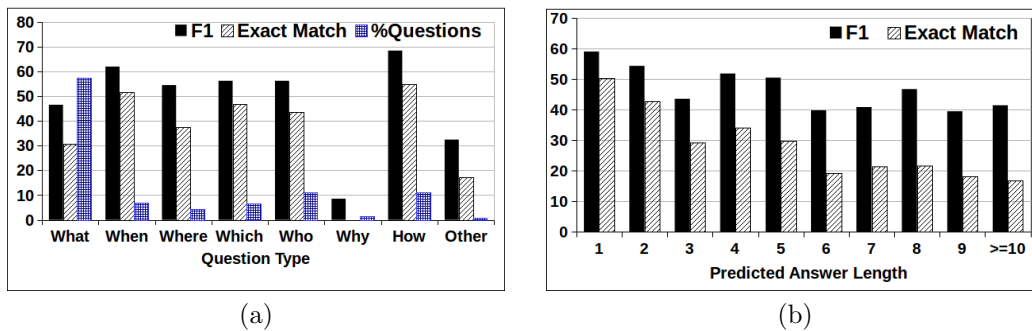 F1 Exact Match %Questions
80
70
60
50
40
30
20
10
0
What When Where Which Who Why How Other
Question Type
(a)
F1 Exact Match
70
60
50
40
30
20
10
0
1 2 3 4 5 6 7 8 9 >=10
Predicted Answer Length
(b)